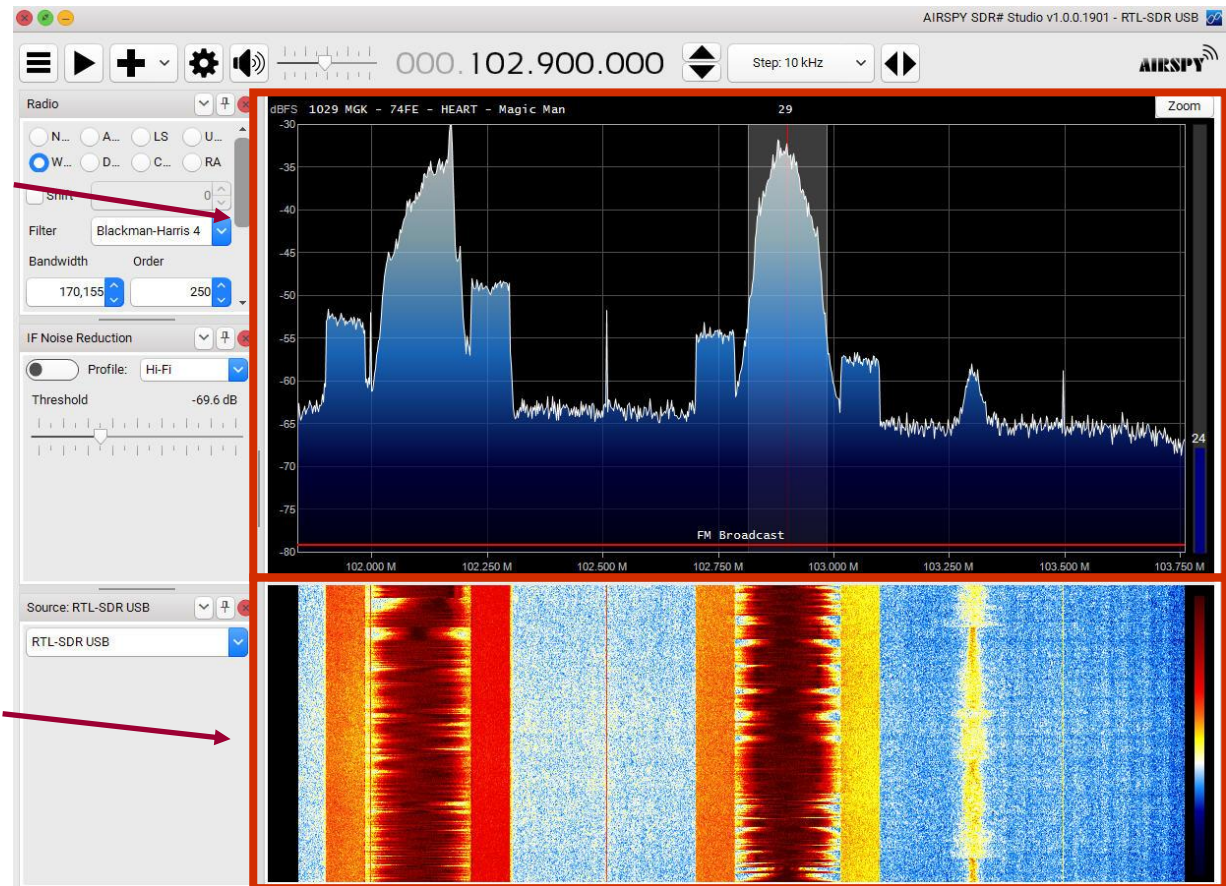 AIRSPY SDR# Studio v1.0.0.1901 - RTL-SDR USB
000.102.900.000
Step: 10 kHz
AIRSPY
Radio
N... A... LS U...
W... D... C... RA
Shift 0
Filter Blackman-Harris 4
Bandwidth Order
170,155 250
IF Noise Reduction
Profile: Hi-Fi
Threshold -69.6 dB
Source: RTL-SDR USB
RTL-SDR USB
dBFS 1029 MGK - 74FE - HEART - Magic Man 29 Zoom
-30
-35
-40
-45
-50
-55
-60
-65
-70
-75
-80
24
FM Broadcast
102.000 M 102.250 M 102.500 M 102.750 M 103.000 M 103.250 M 103.500 M 103.750 M